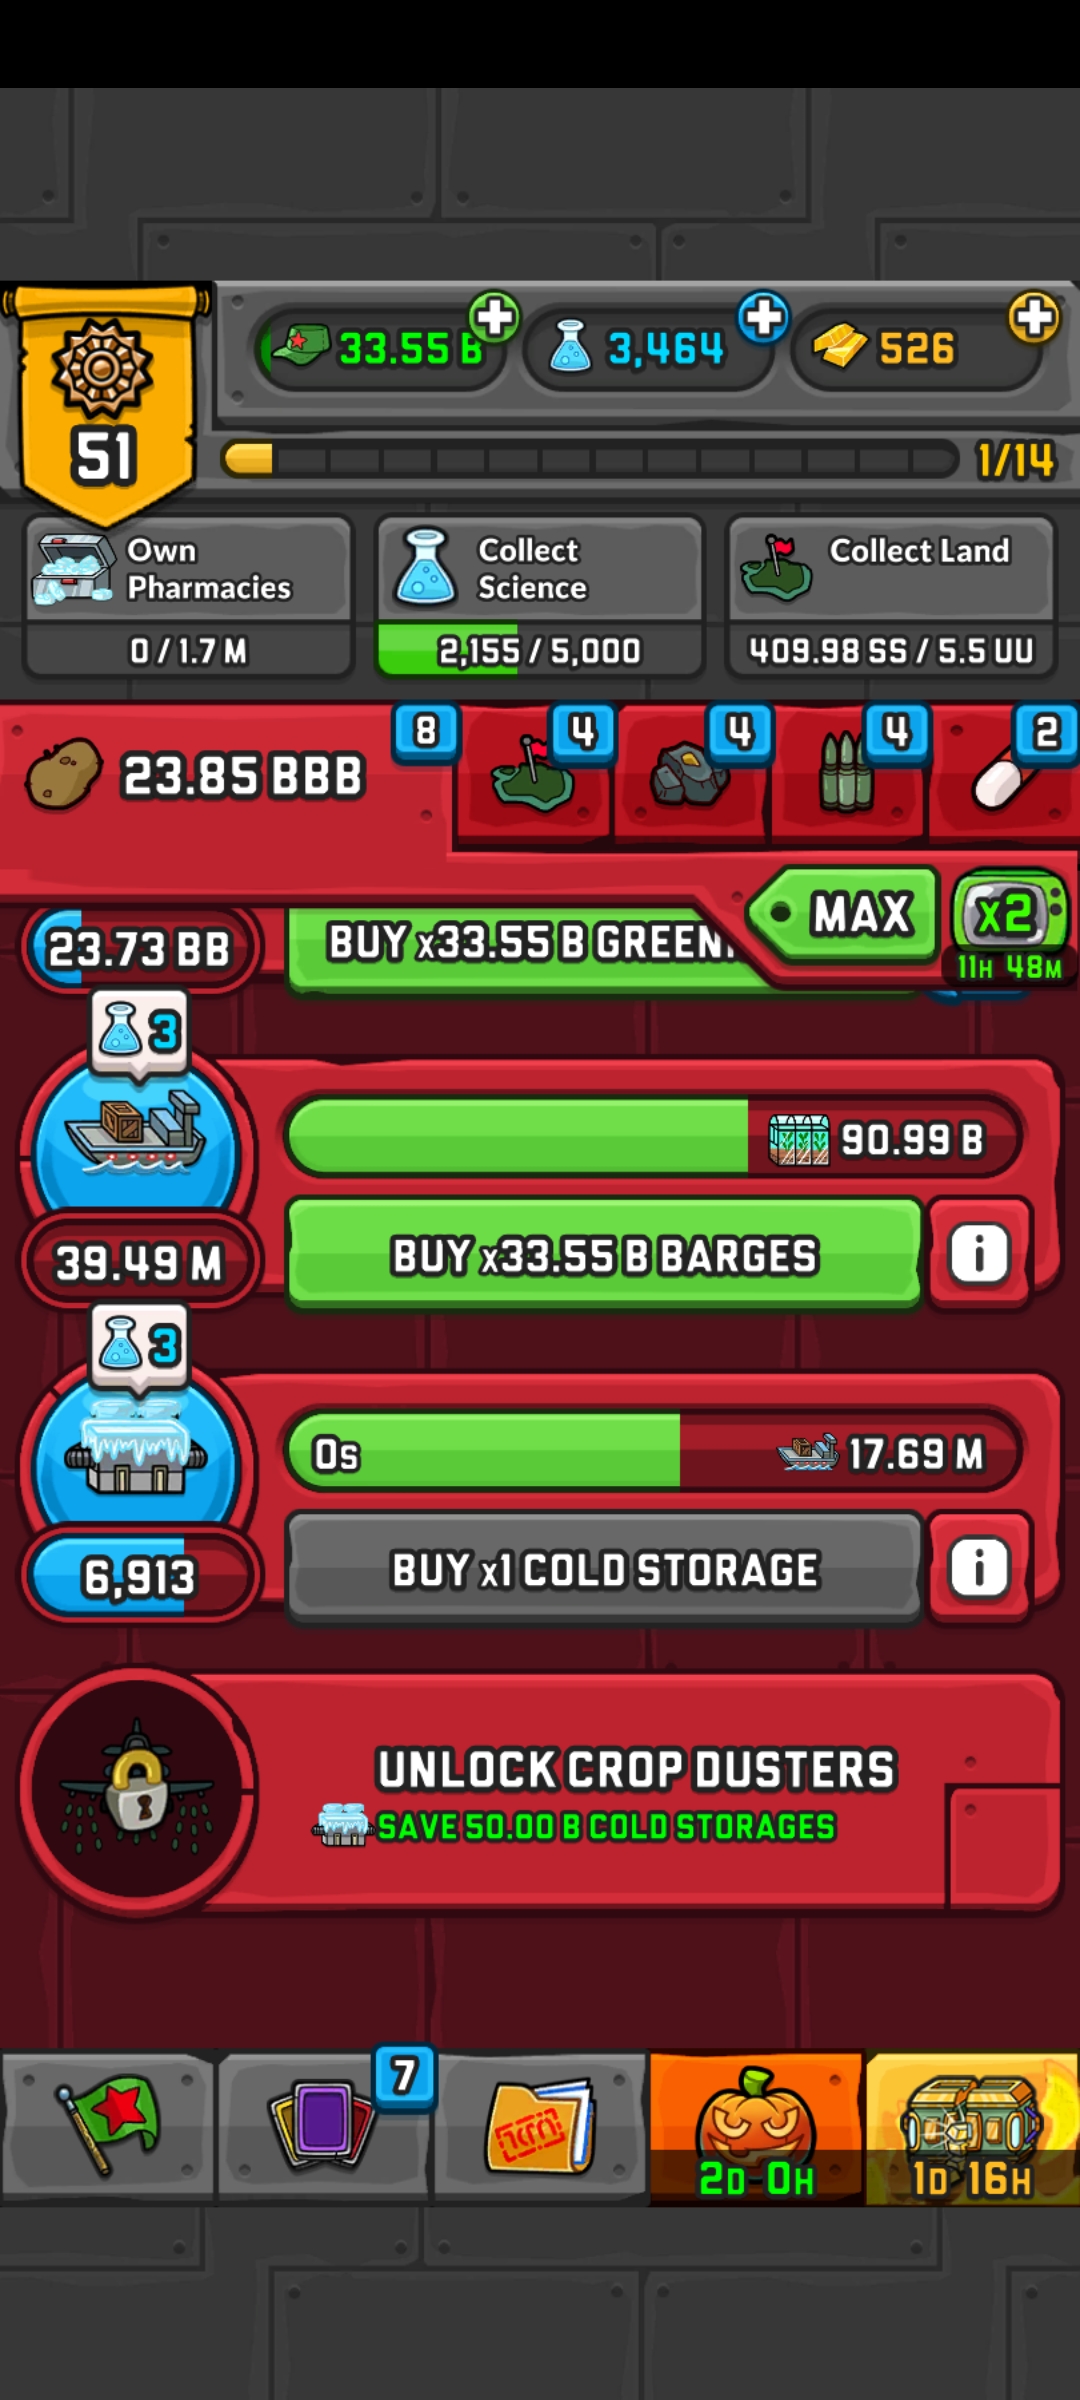 33.55 B
3,464
526
51
1/14
Own Pharmacies
0 / 1.7 M
Collect Science
2,155 / 5,000
Collect Land
409.98 SS / 5.5 UU
23.85 BBB
8
4
4
4
2
MAX
x2
11H 48M
23.73 BB
BUY x33.55 B GREEN
3
90.99 B
39.49 M
BUY x33.55 B BARGES
i
3
0s
17.69 M
6,913
BUY x1 COLD STORAGE
i
UNLOCK CROP DUSTERS
SAVE 50.00 B COLD STORAGES
7
2D 0H
1D 16H